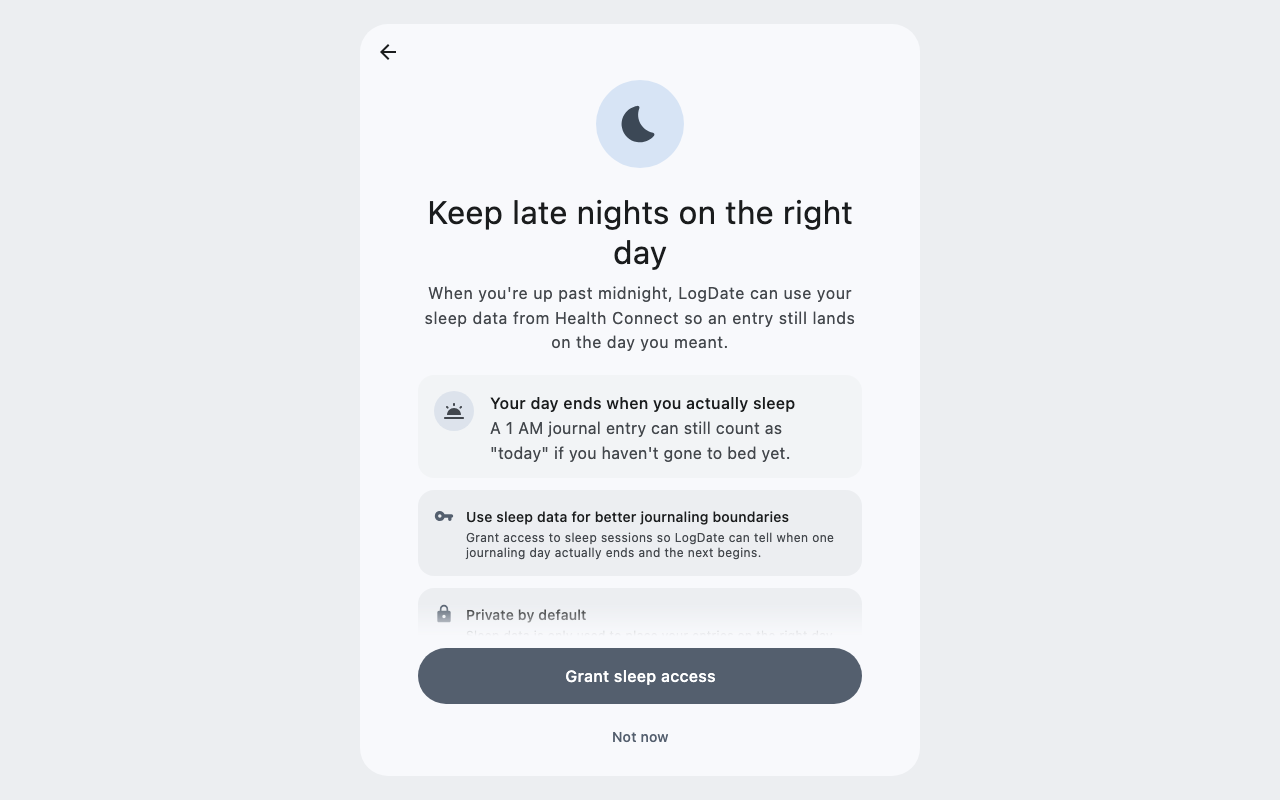 Keep late nights on the right
day
When you're up past midnight, LogDate can use your
sleep data from Health Connect so an entry still lands
on the day you meant.
Your day ends when you actually sleep
A 1 AM journal entry can still count as
"today" if you haven't gone to bed yet.
Use sleep data for better journaling boundaries
Grant access to sleep sessions so LogDate can tell when one
journaling day actually ends and the next begins.
Private by default
Grant sleep access
Not now